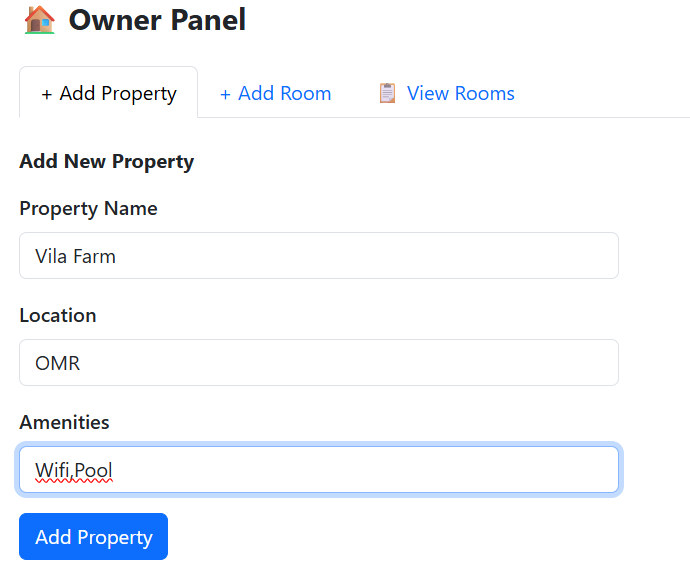 Owner Panel
+ Add Property
+ Add Room
View Rooms
Add New Property
Property Name
Vila Farm
Location
OMR
Amenities
Wifi,Pool
Add Property